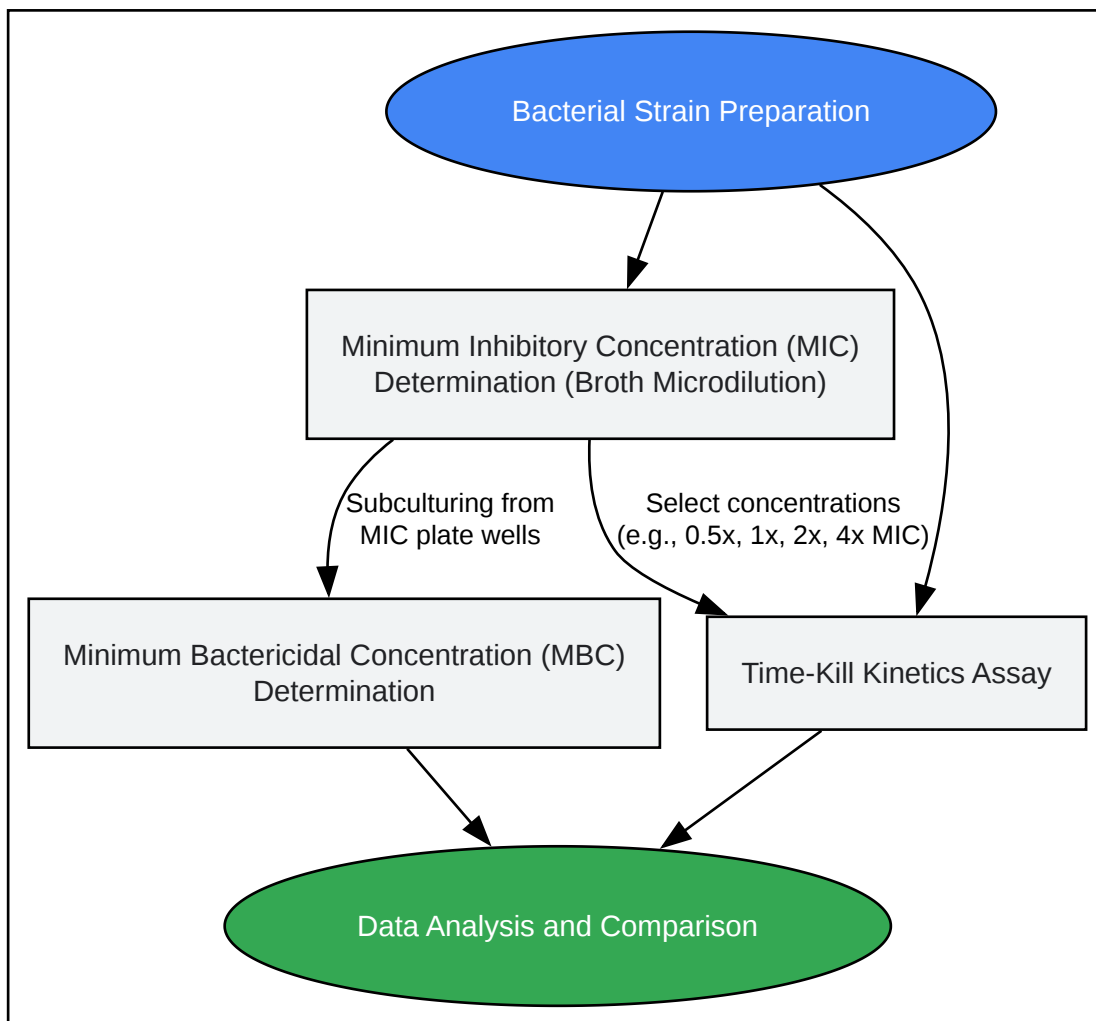 Bacterial Strain Preparation
Minimum Inhibitory Concentration (MIC)
Determination (Broth Microdilution)
Subculturing from
MIC plate wells
Select concentrations
(e.g., 0.5x, 1x, 2x, 4x MIC)
Minimum Bactericidal Concentration (MBC)
Determination
Time-Kill Kinetics Assay
Data Analysis and Comparison